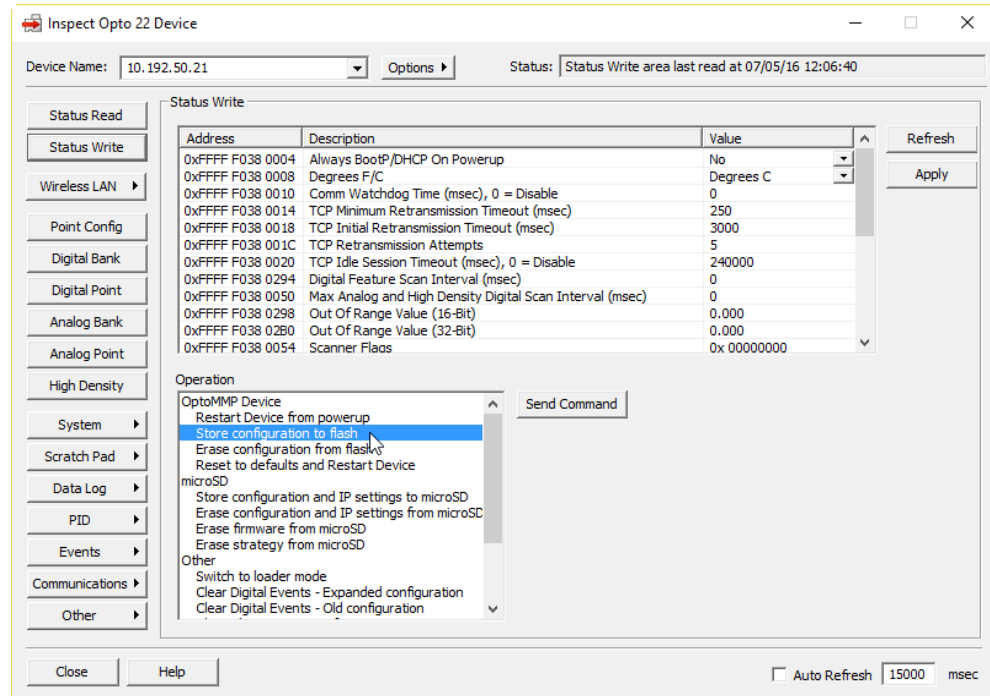 Inspect Opto 22 Device
Device Name: 10.192.50.21 Options Status: Status Write area last read at 07/05/16 12:06:40
Status Read
Status Write
Wireless LAN
Point Config
Digital Bank
Digital Point
Analog Bank
Analog Point
High Density
System
Scratch Pad
Data Log
PID
Events
Communications
Other
Status Write
Address Description Value
0xFFFF F038 0004 Always BootP/DHCP On Powerup No
0xFFFF F038 0008 Degrees F/C Degrees C
0xFFFF F038 0010 Comm Watchdog Time (msec), 0 = Disable 0
0xFFFF F038 0014 TCP Minimum Retransmission Timeout (msec) 250
0xFFFF F038 0018 TCP Initial Retransmission Timeout (msec) 3000
0xFFFF F038 001C TCP Retransmission Attempts 5
0xFFFF F038 0020 TCP Idle Session Timeout (msec), 0 = Disable 240000
0xFFFF F038 0294 Digital Feature Scan Interval (msec) 0
0xFFFF F038 0050 Max Analog and High Density Digital Scan Interval (msec) 0
0xFFFF F038 0298 Out Of Range Value (16-Bit) 0.000
0xFFFF F038 02B0 Out Of Range Value (32-Bit) 0.000
0xFFFF F038 0054 Scanner Flags 0x 00000000
Refresh
Apply
Operation
OptoMMP Device
Restart Device from powerup
Store configuration to flash
Erase configuration from flash
Reset to defaults and Restart Device
microSD
Store configuration and IP settings to microSD
Erase configuration and IP settings from microSD
Erase firmware from microSD
Erase strategy from microSD
Other
Switch to loader mode
Clear Digital Events - Expanded configuration
Clear Digital Events - Old configuration
Send Command
Close Help Auto Refresh 15000 msec